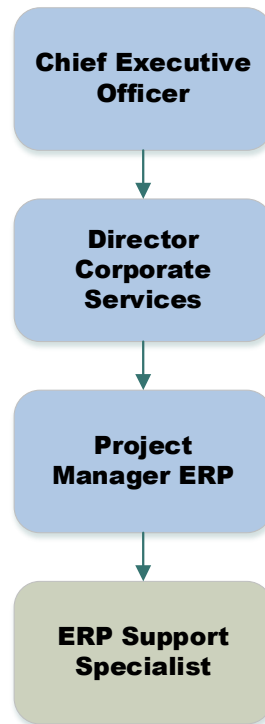 Chief Executive
Officer
Director
Corporate
Services
Project
Manager ERP
ERP Support
Specialist